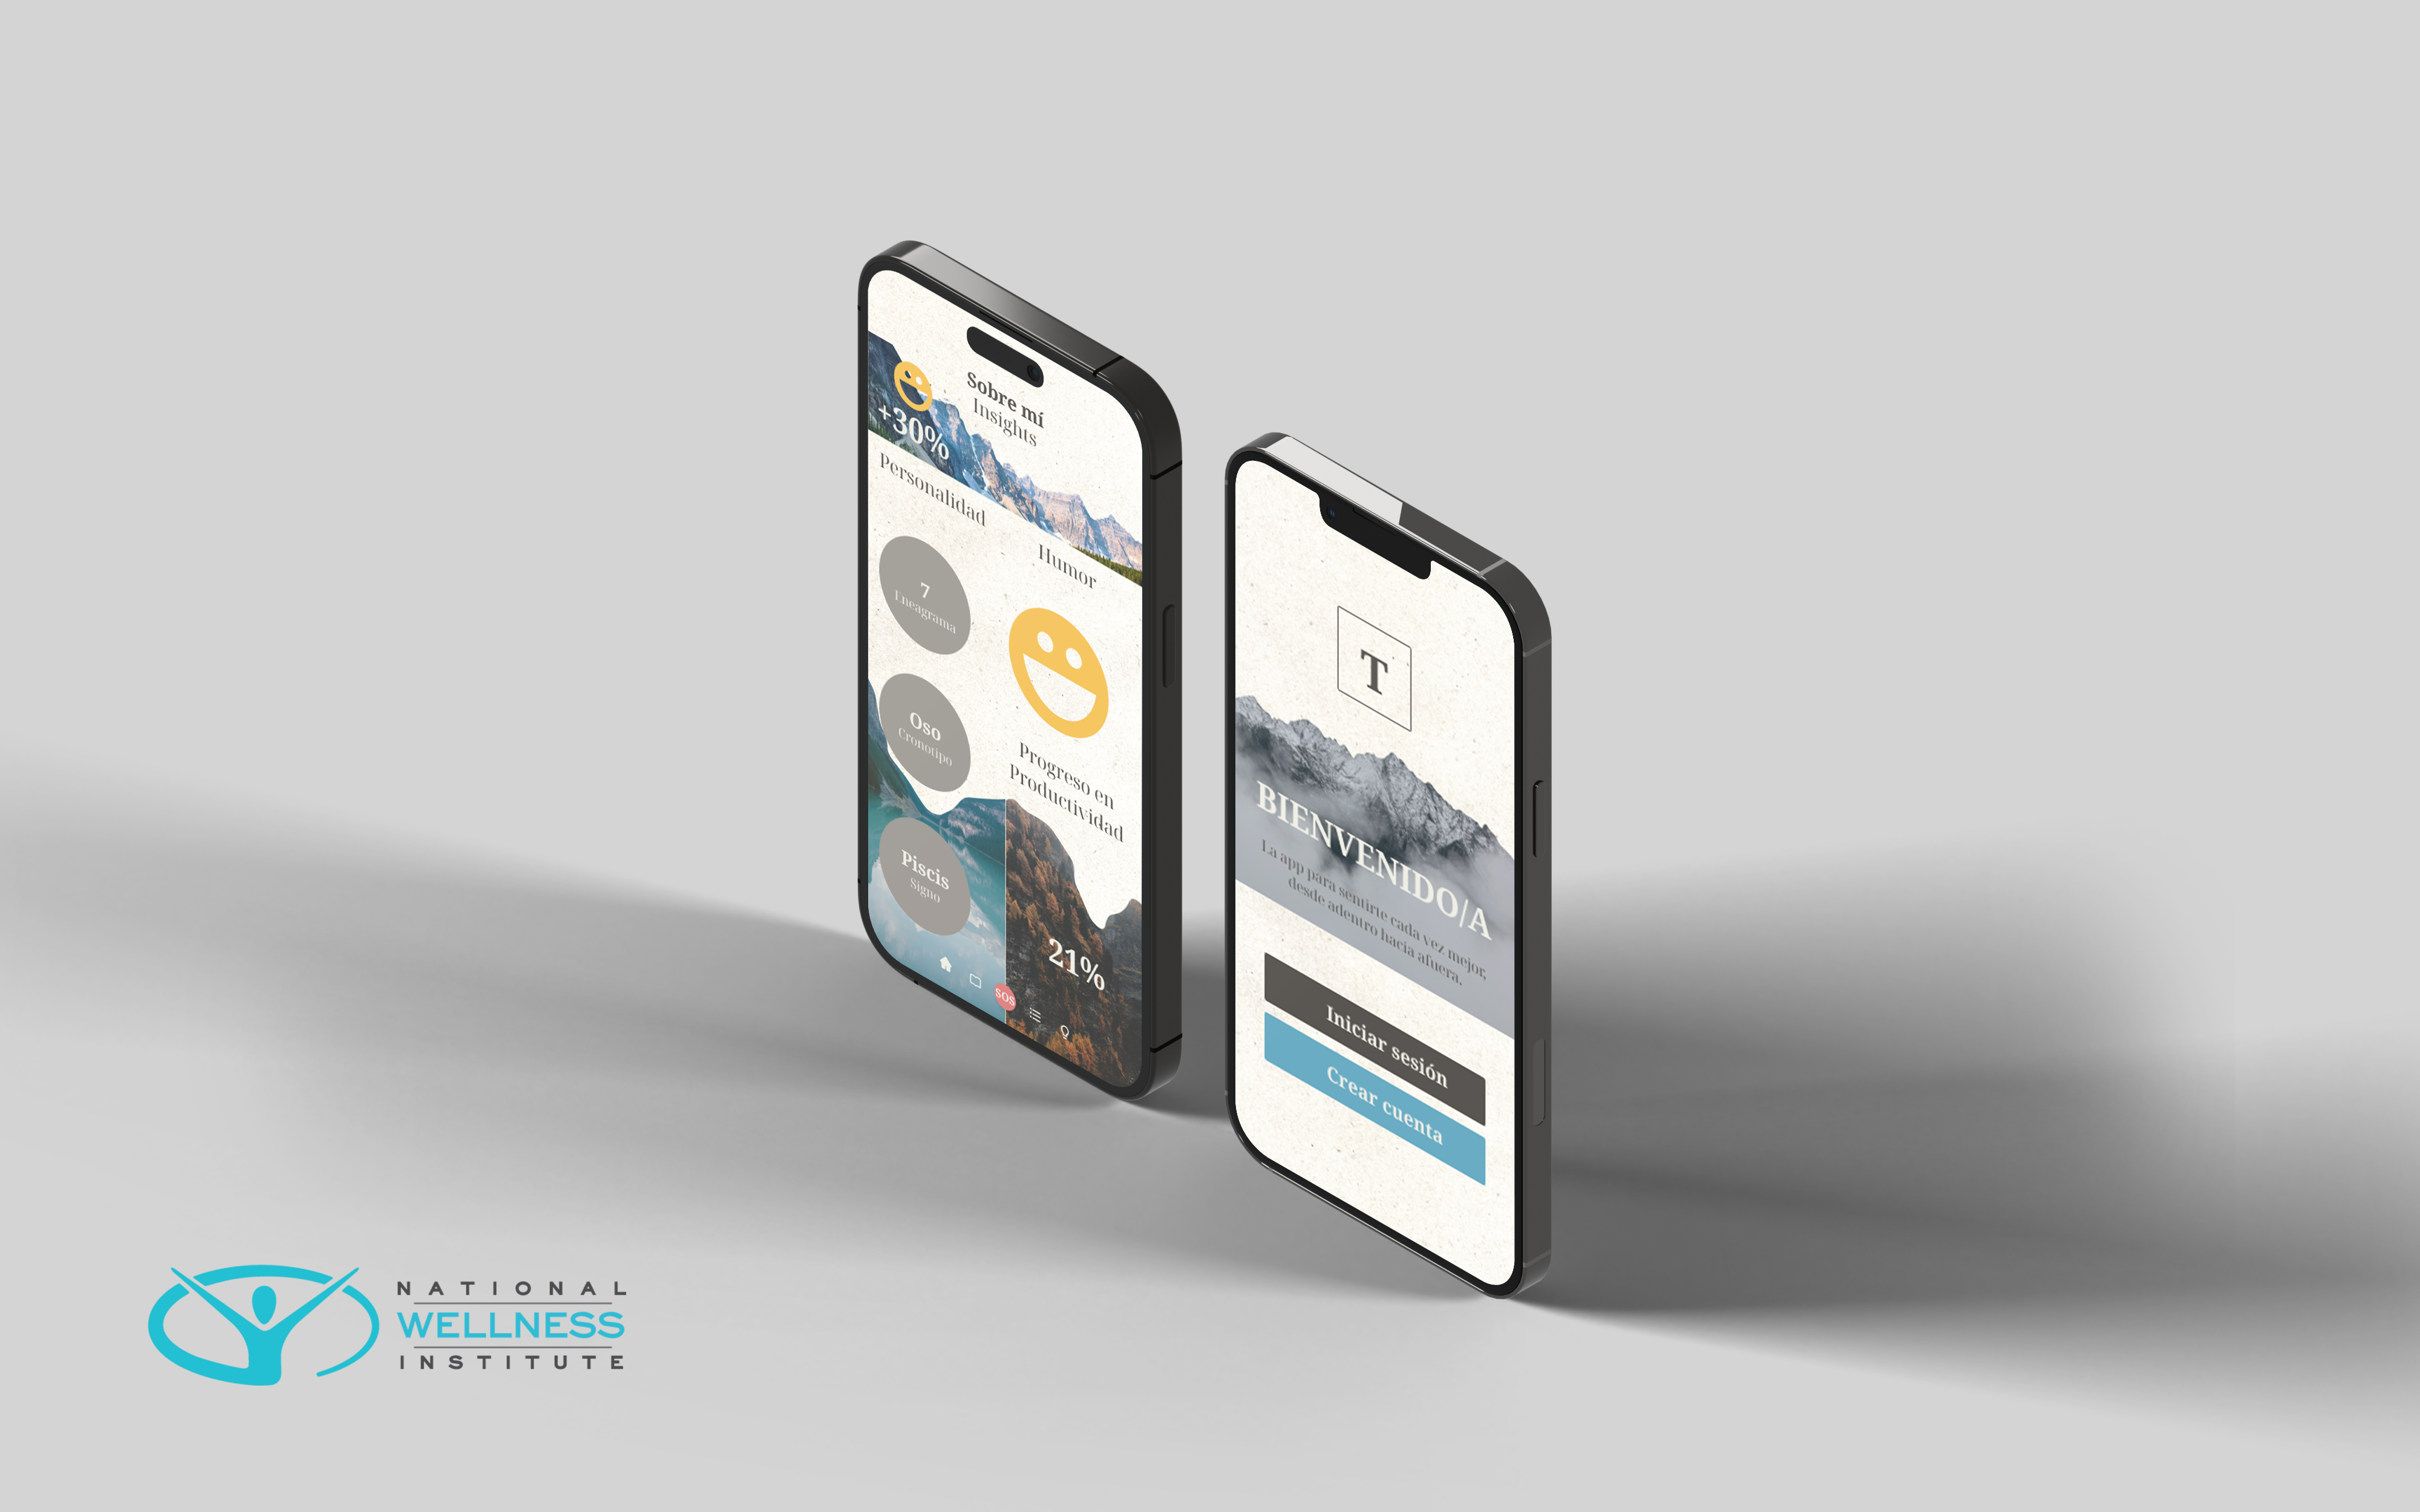 Sobre mí
Insights
+30%
Personalidad
Humor
7
Eneagrama
Oso
Cronotipo
Progreso en
Productividad
Piscis
Signo
21%
SOS
T
BIENVENIDO/A
La app para sentirte cada vez mejor,
desde adentro hacia afuera.
Iniciar sesión
Crear cuenta
NATIONAL
WELLNESS
INSTITUTE